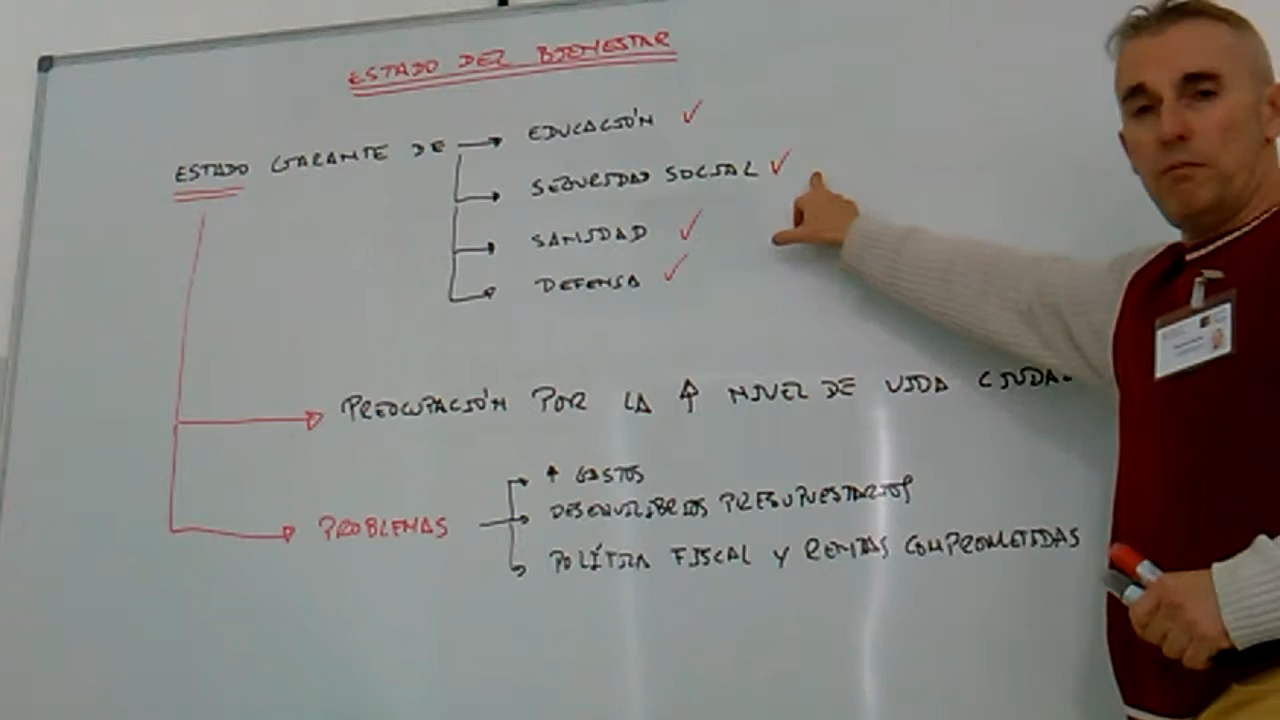 ESTADO DEL BIENESTAR
ESTADO GARANTE DE → EDUCACIÓN ✓
→ SEGURIDAD SOCIAL ✓
→ SANIDAD ✓
→ DEFENSA ✓
→ PREOCUPACIÓN POR LA ↑ NIVEL DE VIDA CIUDA.
→ PROBLEMAS → ↑ GASTOS
→ DESEQUILIBRIOS PRESUPUESTARIOS
→ POLÍTICA FISCAL Y RENTAS COMPROMETIDAS